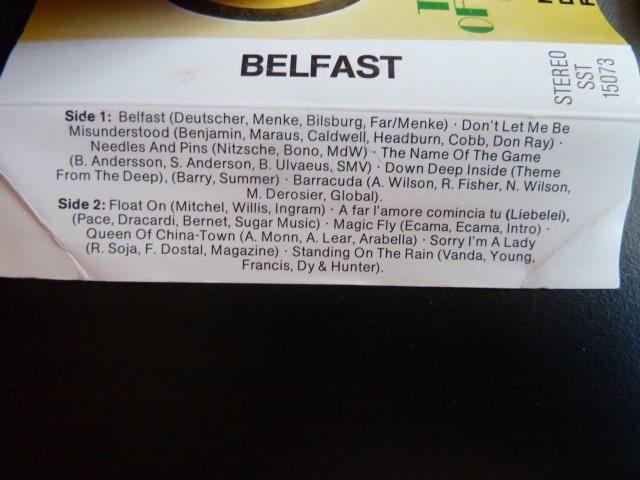 BELFAST
STEREO
SST
15073
Side 1: Belfast (Deutscher, Menke, Bilsburg, Far/Menke) · Don't Let Me Be
Misunderstood (Benjamin, Maraus, Caldwell, Headburn, Cobb, Don Ray) ·
Needles And Pins (Nitzsche, Bono, MdW) · The Name Of The Game
(B. Andersson, S. Anderson, B. Ulvaeus, SMV) · Down Deep Inside (Theme
From The Deep), (Barry, Summer) · Barracuda (A. Wilson, R. Fisher, N. Wilson,
M. Derosier, Global).
Side 2: Float On (Mitchel, Willis, Ingram) · A far l'amore comincia tu (Liebelei),
(Pace, Dracardi, Bernet, Sugar Music) · Magic Fly (Ecama, Ecama, Intro) ·
Queen Of China-Town (A. Monn, A. Lear, Arabella) · Sorry I'm A Lady
(R. Soja, F. Dostal, Magazine) · Standing On The Rain (Vanda, Young,
Francis, Dy & Hunter).